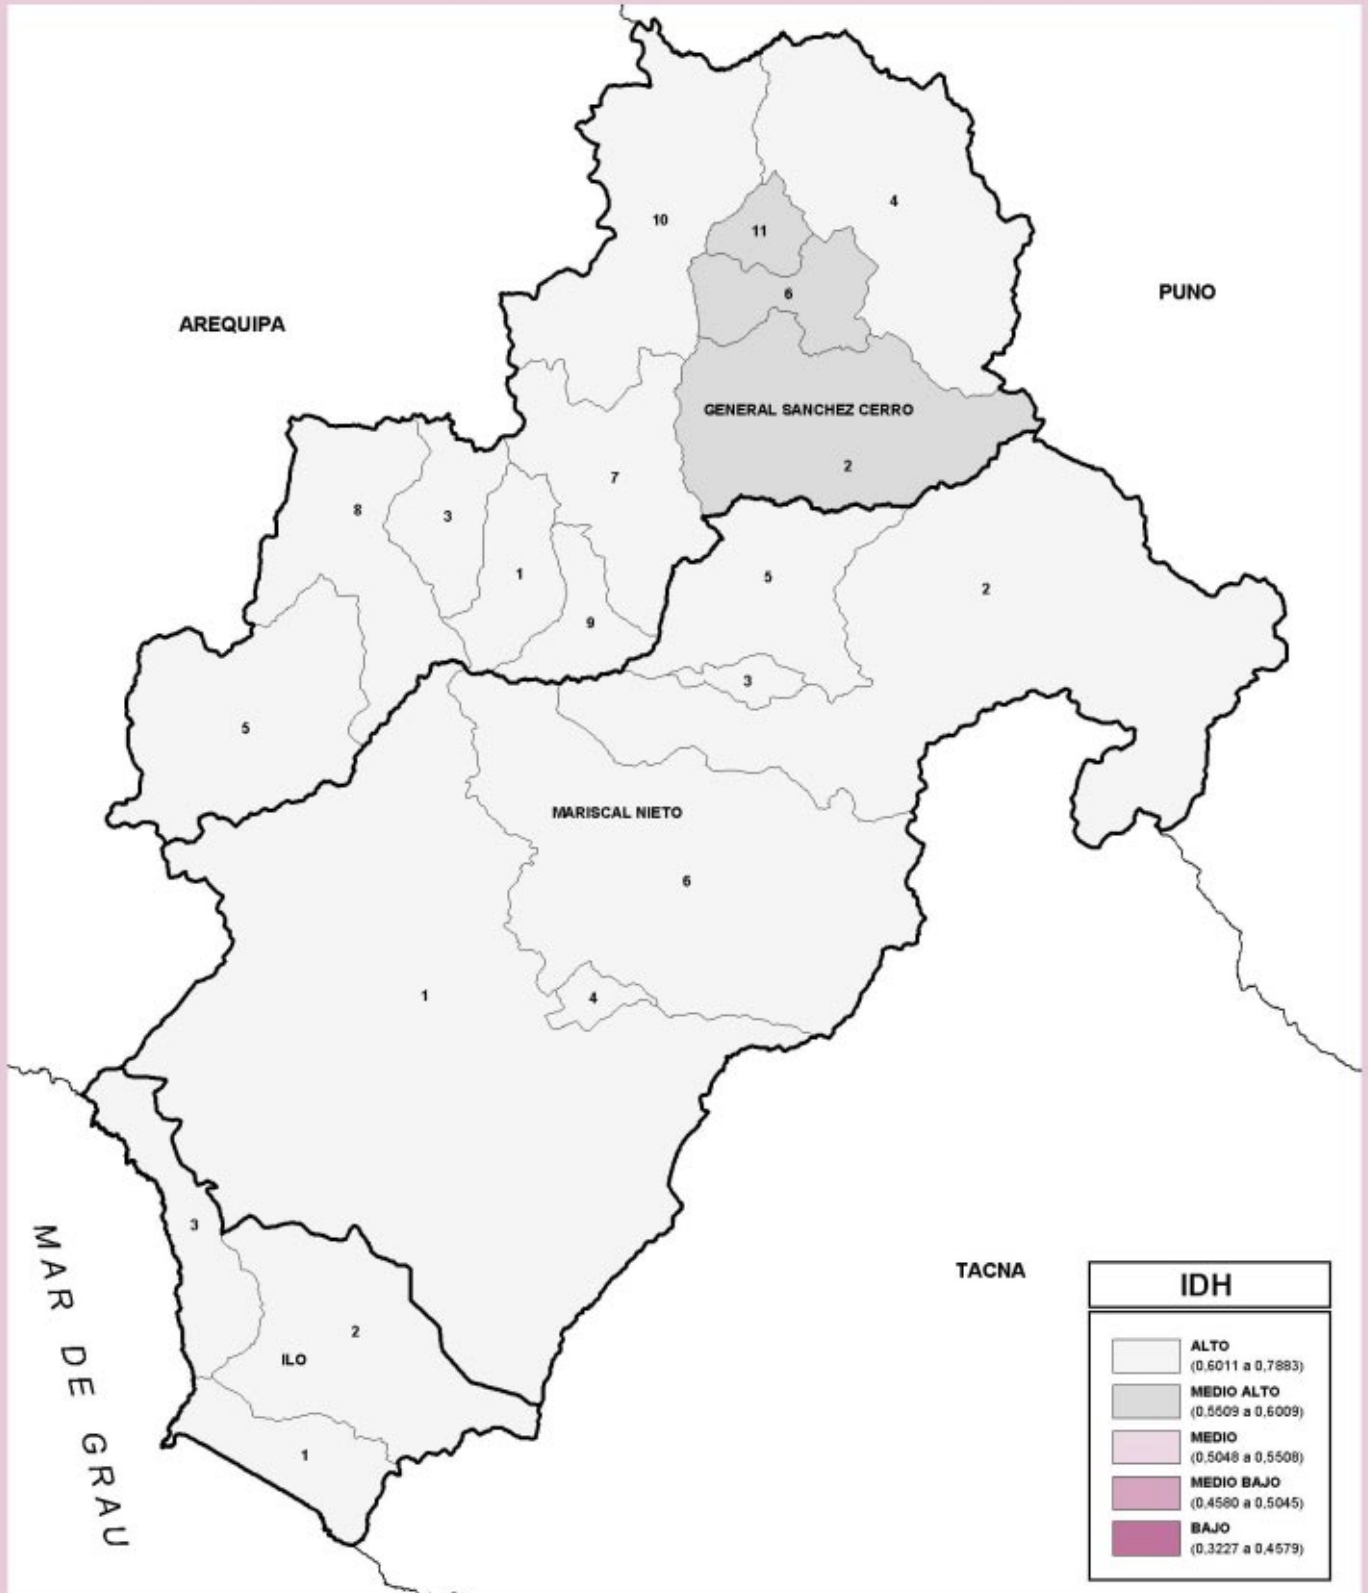 10
4
11
6
PUNO
AREQUIPA
GENERAL SANCHEZ CERRO
2
7
8
3
1
9
5
2
3
5
MARISCAL NIETO
6
1
4
3
2
ILO
1
MAR DE GRAU
TACNA
IDH
ALTO
(0,6011 a 0,7883)
MEDIO ALTO
(0,5509 a 0,6009)
MEDIO
(0,5048 a 0,5508)
MEDIO BAJO
(0,4580 a 0,5045)
BAJO
(0,3227 a 0,4579)